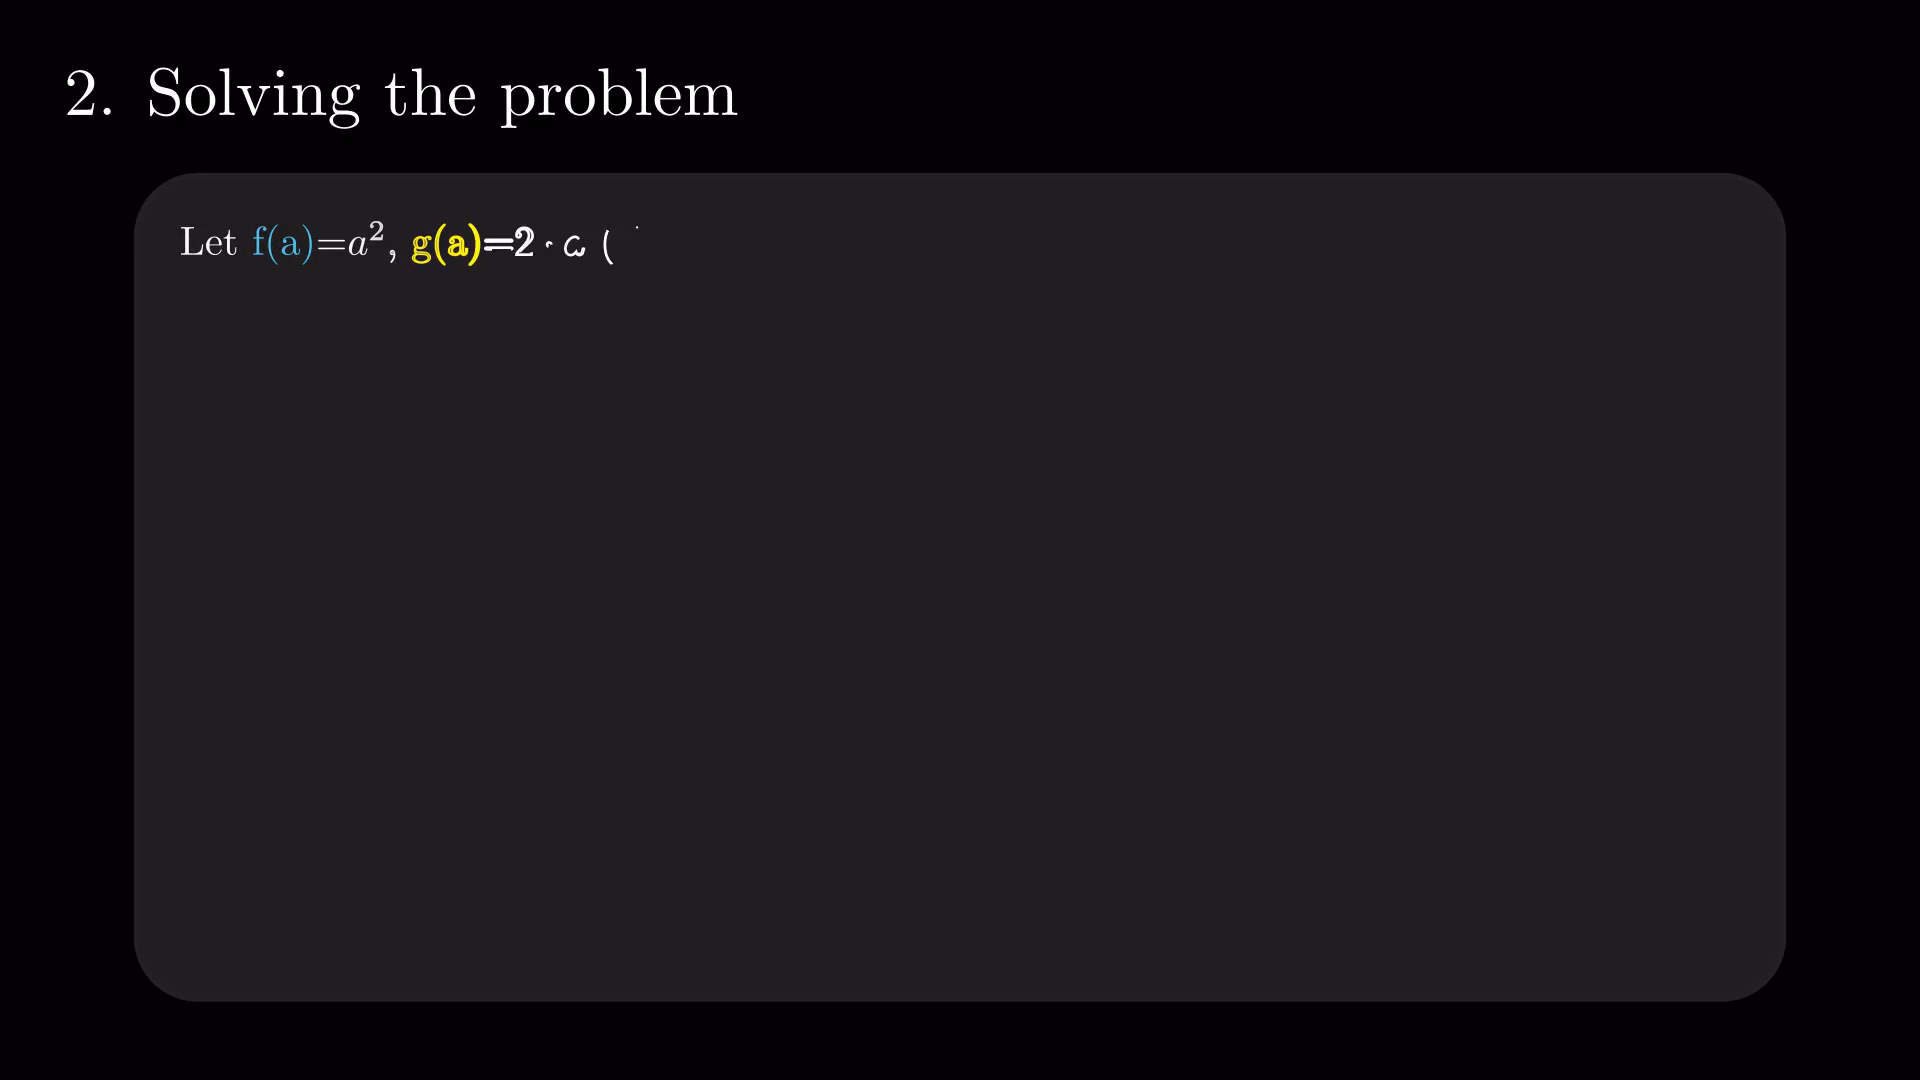 2. Solving the problem
Let f(a)=a², g(a)=2 · a (